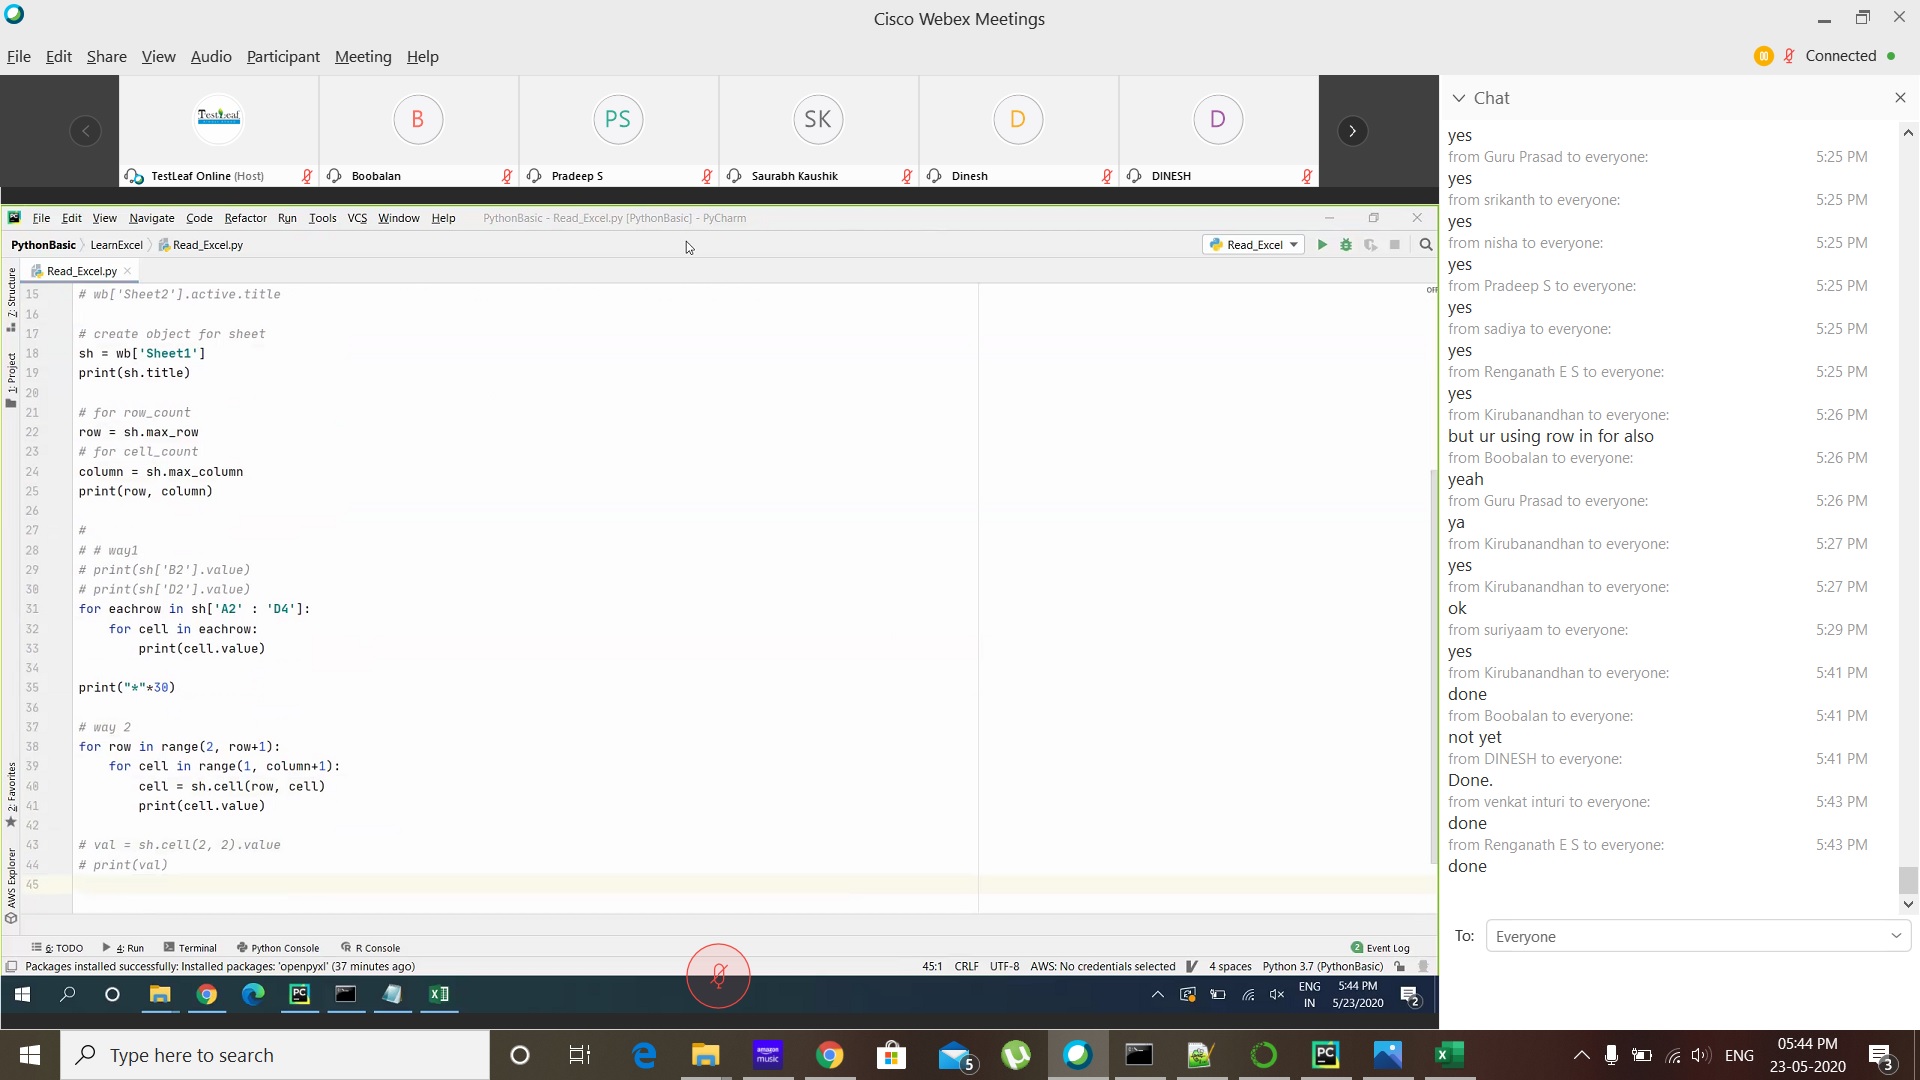 Cisco Webex Meetings
File Edit Share View Audio Participant Meeting Help
Connected
TestLeaf
B
PS
SK
D
D
TestLeaf Online (Host)
Boobalan
Pradeep S
Saurabh Kaushik
Dinesh
DINESH
File Edit View Navigate Code Refactor Run Tools VCS Window Help PythonBasic - Read_Excel.py [PythonBasic] - PyCharm
PythonBasic LearnExcel Read_Excel.py
Read_Excel
Read_Excel.py
Z: Structure
1: Project
2: Favorites
AWS Explorer
OFF
15 # wb['Sheet2'].active.title
16
17 # create object for sheet
18 sh = wb['Sheet1']
19 print(sh.title)
20
21 # for row_count
22 row = sh.max_row
23 # for cell_count
24 column = sh.max_column
25 print(row, column)
26
27 #
28 # # way1
29 # print(sh['B2'].value)
30 # print(sh['D2'].value)
31 for eachrow in sh['A2' : 'D4']:
32 for cell in eachrow:
33 print(cell.value)
34
35 print("*"*30)
36
37 # way 2
38 for row in range(2, row+1):
39 for cell in range(1, column+1):
40 cell = sh.cell(row, cell)
41 print(cell.value)
42
43 # val = sh.cell(2, 2).value
44 # print(val)
45
6: TODO 4: Run Terminal Python Console R Console
2 Event Log
Packages installed successfully: Installed packages: 'openpyxl' (37 minutes ago)
45:1 CRLF UTF-8 AWS: No credentials selected 4 spaces Python 3.7 (PythonBasic)
PC
ENG
IN
5:44 PM
5/23/2020
2
Chat
yes
from Guru Prasad to everyone: 5:25 PM
yes
from srikanth to everyone: 5:25 PM
yes
from nisha to everyone: 5:25 PM
yes
from Pradeep S to everyone: 5:25 PM
yes
from sadiya to everyone: 5:25 PM
yes
from Renganath E S to everyone: 5:25 PM
yes
from Kirubanandhan to everyone: 5:26 PM
but ur using row in for also
from Boobalan to everyone: 5:26 PM
yeah
from Guru Prasad to everyone: 5:26 PM
ya
from Kirubanandhan to everyone: 5:27 PM
yes
from Kirubanandhan to everyone: 5:27 PM
ok
from suriyaam to everyone: 5:29 PM
yes
from Kirubanandhan to everyone: 5:41 PM
done
from Boobalan to everyone: 5:41 PM
not yet
from DINESH to everyone: 5:41 PM
Done.
from venkat inturi to everyone: 5:43 PM
done
from Renganath E S to everyone: 5:43 PM
done
To: Everyone
Type here to search
amazon music
5
PC
ENG
05:44 PM
23-05-2020
3